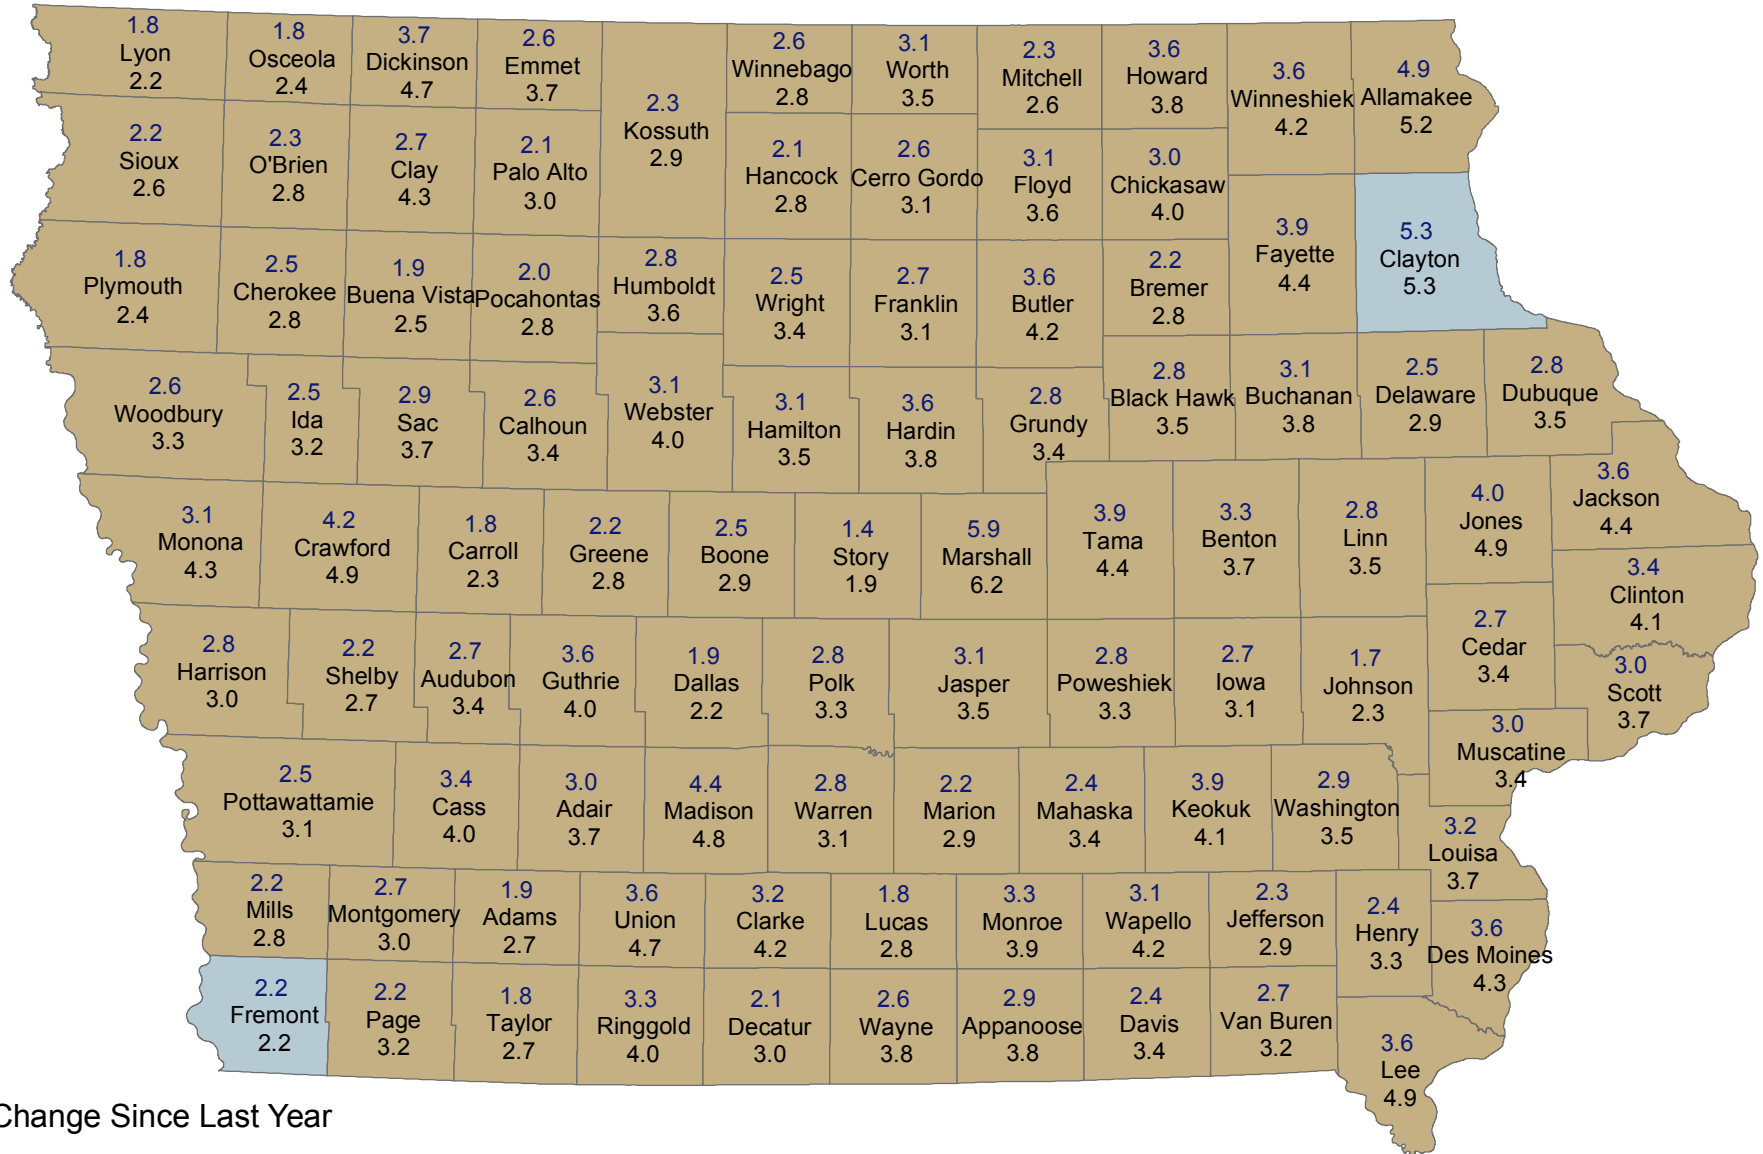 1.8
Lyon
2.2
1.8
Osceola
2.4
3.7
Dickinson
4.7
2.6
Emmet
3.7
2.3
Kossuth
2.9
2.6
Winnebago
2.8
3.1
Worth
3.5
2.3
Mitchell
2.6
3.6
Howard
3.8
3.6
Winneshiek
4.2
4.9
Allamakee
5.2
2.2
Sioux
2.6
2.3
O'Brien
2.8
2.7
Clay
4.3
2.1
Palo Alto
3.0
2.1
Hancock
2.8
2.6
Cerro Gordo
3.1
3.1
Floyd
3.6
3.0
Chickasaw
4.0
3.9
Fayette
4.4
5.3
Clayton
5.3
1.8
Plymouth
2.4
2.5
Cherokee
2.8
1.9
Buena Vista
2.5
2.0
Pocahontas
2.8
2.8
Humboldt
3.6
2.5
Wright
3.4
2.7
Franklin
3.1
3.6
Butler
4.2
2.2
Bremer
2.8
2.6
Woodbury
3.3
2.5
Ida
3.2
2.9
Sac
3.7
2.6
Calhoun
3.4
3.1
Webster
4.0
3.1
Hamilton
3.5
3.6
Hardin
3.8
2.8
Grundy
3.4
2.8
Black Hawk
3.5
3.1
Buchanan
3.8
2.5
Delaware
2.9
2.8
Dubuque
3.5
3.1
Monona
4.3
4.2
Crawford
4.9
1.8
Carroll
2.3
2.2
Greene
2.8
2.5
Boone
2.9
1.4
Story
1.9
5.9
Marshall
6.2
3.9
Tama
4.4
3.3
Benton
3.7
2.8
Linn
3.5
4.0
Jones
4.9
3.6
Jackson
4.4
3.4
Clinton
4.1
2.8
Harrison
3.0
2.2
Shelby
2.7
2.7
Audubon
3.4
3.6
Guthrie
4.0
1.9
Dallas
2.2
2.8
Polk
3.3
3.1
Jasper
3.5
2.8
Poweshiek
3.3
2.7
Iowa
3.1
1.7
Johnson
2.3
2.7
Cedar
3.4
3.0
Scott
3.7
3.0
Muscatine
3.4
2.5
Pottawattamie
3.1
3.4
Cass
4.0
3.0
Adair
3.7
4.4
Madison
4.8
2.8
Warren
3.1
2.2
Marion
2.9
2.4
Mahaska
3.4
3.9
Keokuk
4.1
2.9
Washington
3.5
3.2
Louisa
3.7
2.2
Mills
2.8
2.7
Montgomery
3.0
1.9
Adams
2.7
3.6
Union
4.7
3.2
Clarke
4.2
1.8
Lucas
2.8
3.3
Monroe
3.9
3.1
Wapello
4.2
2.3
Jefferson
2.9
2.4
Henry
3.3
3.6
Des Moines
4.3
2.2
Fremont
2.2
2.2
Page
3.2
1.8
Taylor
2.7
3.3
Ringgold
4.0
2.1
Decatur
3.0
2.6
Wayne
3.8
2.9
Appanoose
3.8
2.4
Davis
3.4
2.7
Van Buren
3.2
3.6
Lee
4.9
Change Since Last Year